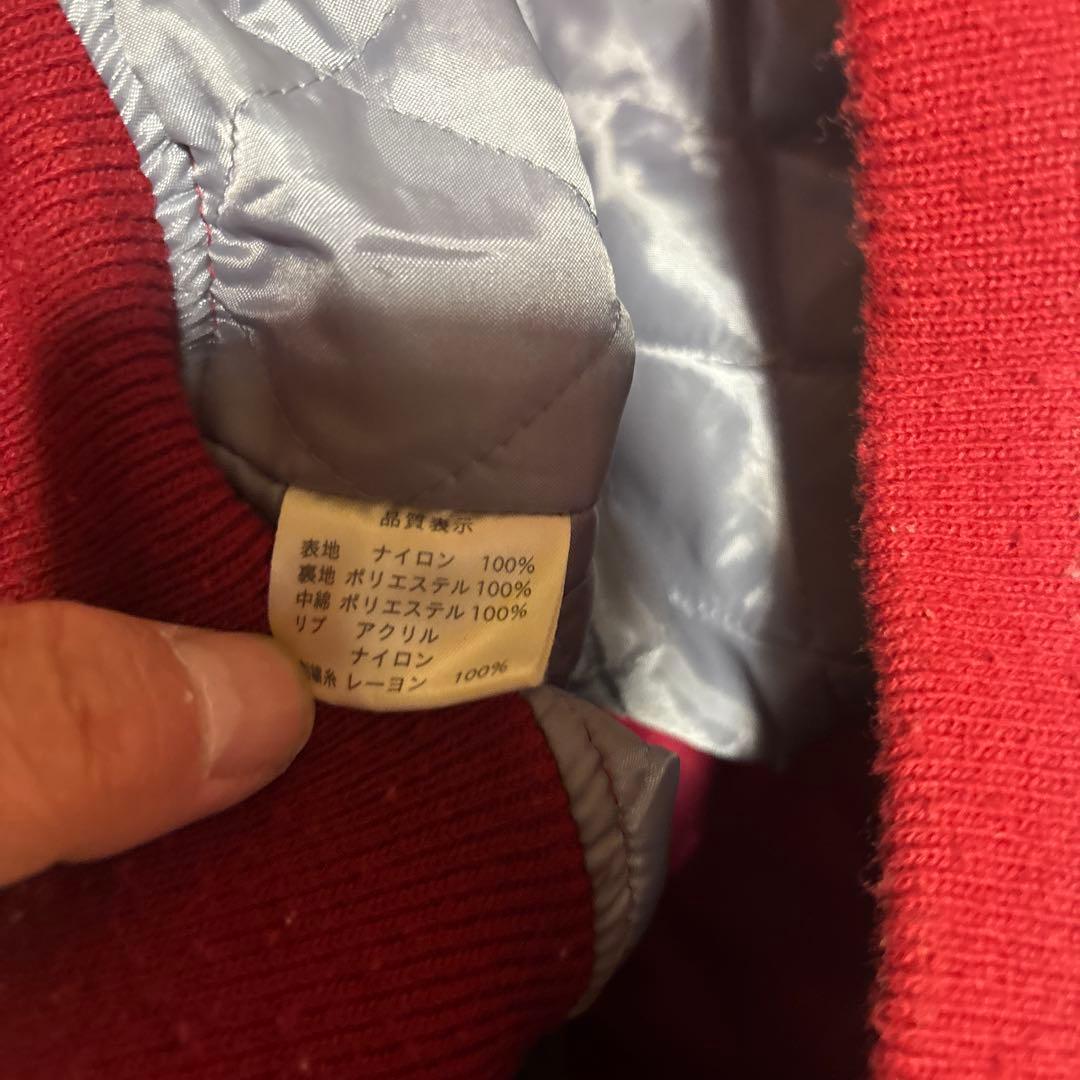 品質表示
表地 ナイロン 100%
裏地 ポリエステル 100%
中綿 ポリエステル 100%
リブ アクリル
ナイロン
糸 レーヨン 100%